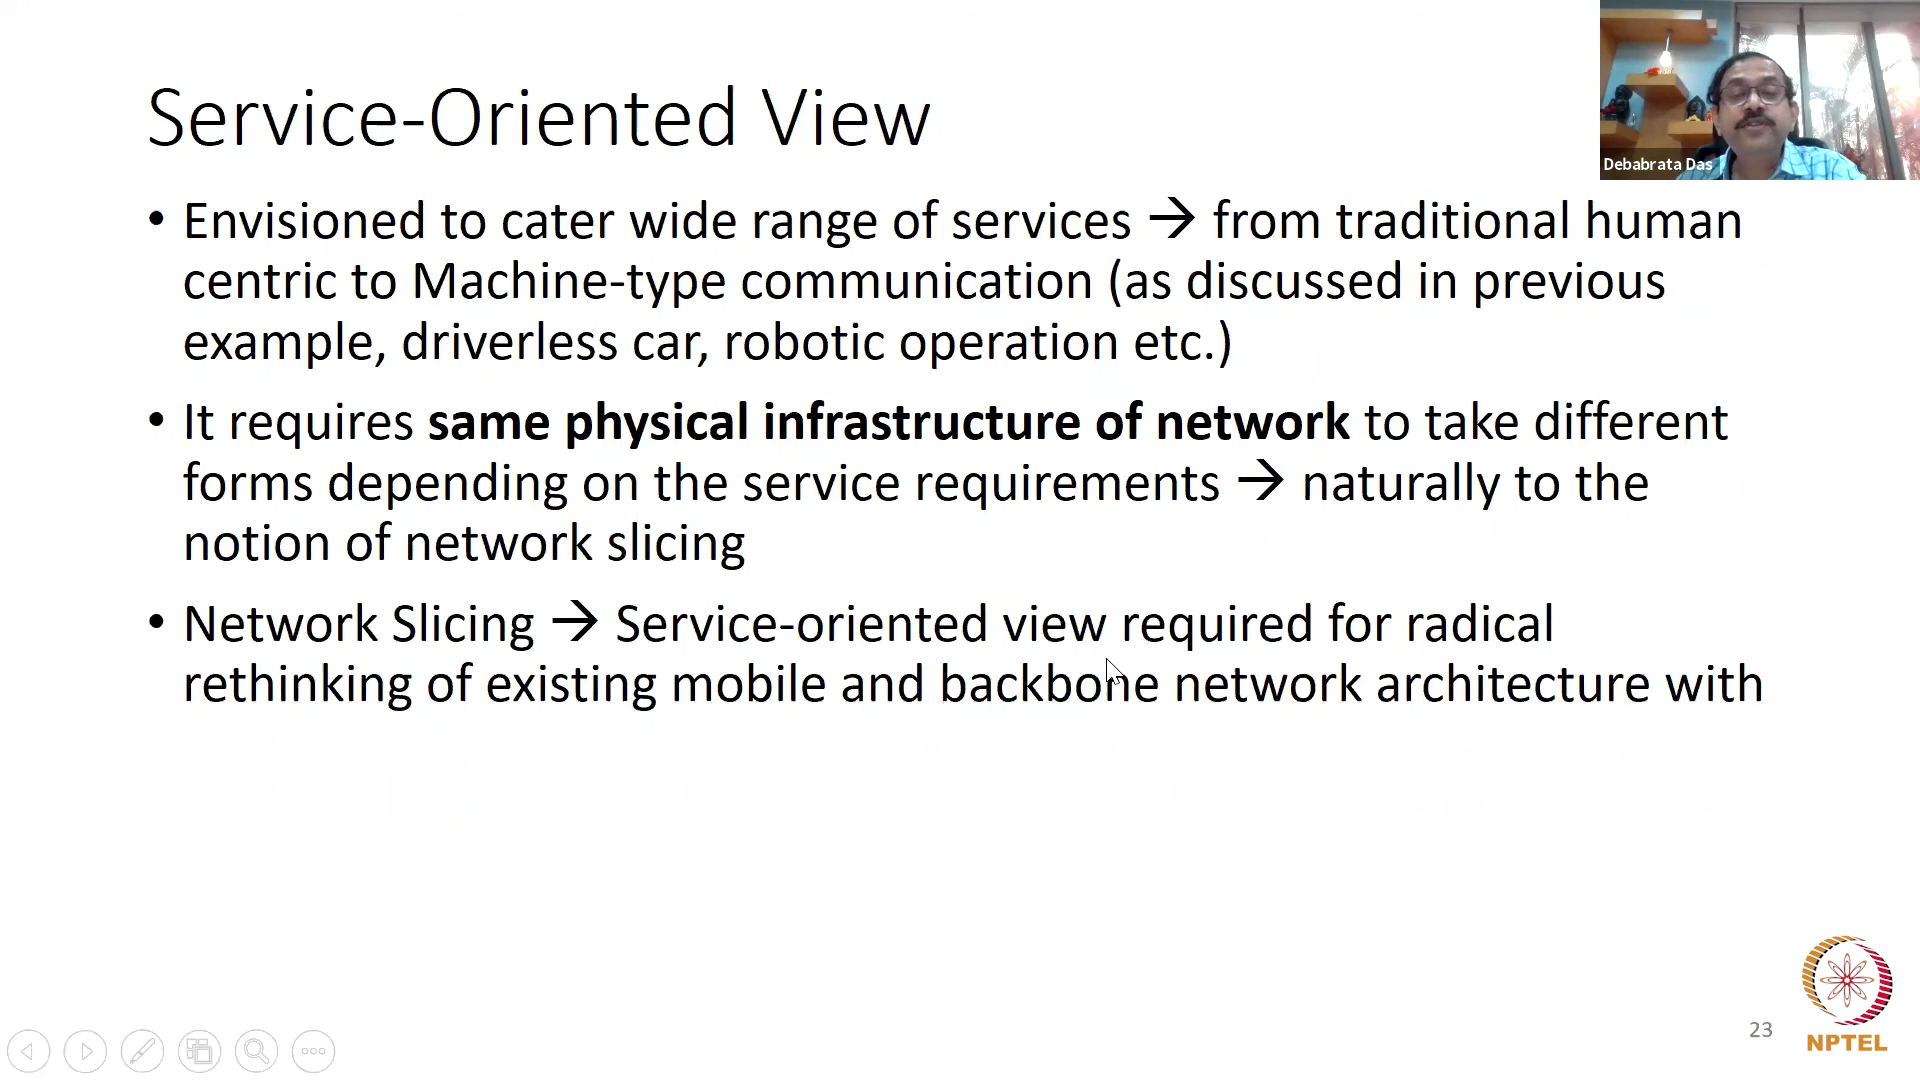 Service-Oriented View
Debabrata Das
• Envisioned to cater wide range of services → from traditional human
centric to Machine-type communication (as discussed in previous
example, driverless car, robotic operation etc.)
• It requires same physical infrastructure of network to take different
forms depending on the service requirements → naturally to the
notion of network slicing
• Network Slicing → Service-oriented view required for radical
rethinking of existing mobile and backbone network architecture with
23
NPTEL